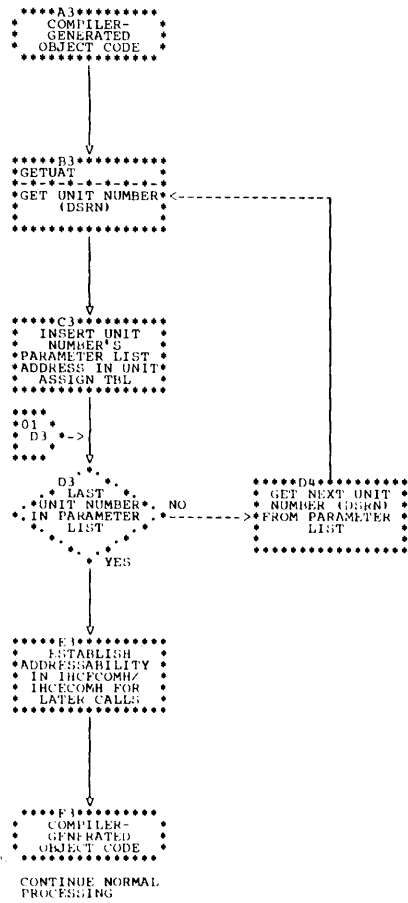 A3
COMPILER-
GENERATED
OBJECT CODE
B3
GETUAT
GET UNIT NUMBER
(DSRN)
C3
INSERT UNIT
NUMBER'S
PARAMETER LIST
ADDRESS IN UNIT
ASSIGN TBL
01
D3
D3
LAST
UNIT NUMBER
IN PARAMETER
LIST
NO
YES
D4
GET NEXT UNIT
NUMBER (DSRN)
FROM PARAMETER
LIST
E3
ESTABLISH
ADDRESSABILITY
IN IHCFCOMH/
IHCECOMH FOR
LATER CALLS
F3
COMPILER-
GENERATED
OBJECT CODE
CONTINUE NORMAL
PROCESSING